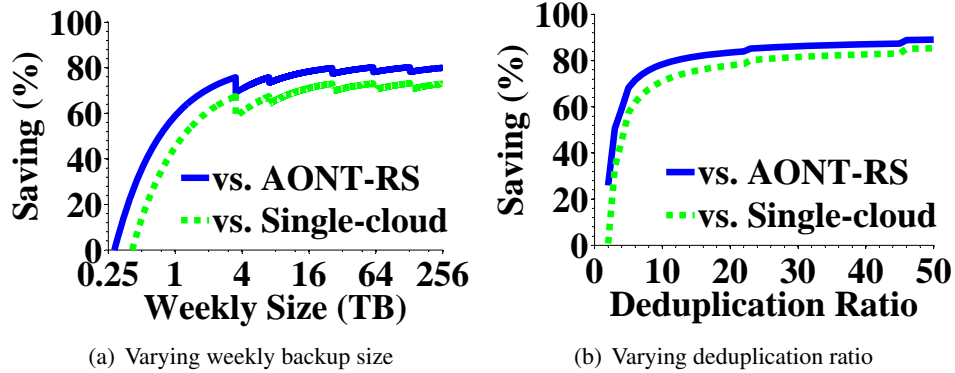 100
80
60
40
20
0
Saving (%)
vs. AONT-RS
vs. Single-cloud
0.25 1 4 16 64 256
Weekly Size (TB)
(a) Varying weekly backup size
100
80
60
40
20
0
Saving (%)
vs. AONT-RS
vs. Single-cloud
0 10 20 30 40 50
Deduplication Ratio
(b) Varying deduplication ratio